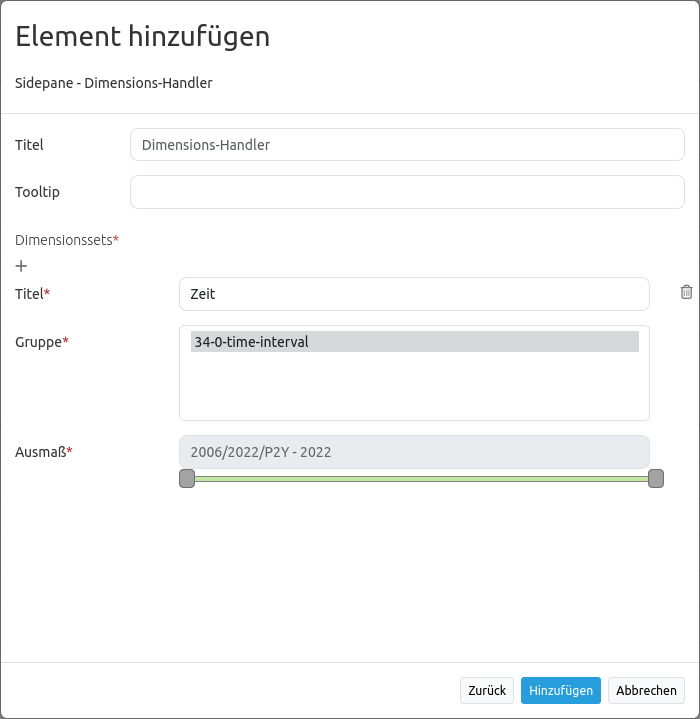 Element hinzufügen
Sidepane - Dimensions-Handler
Titel Dimensions-Handler
Tooltip
Dimensionssets*
+
Titel* Zeit
Gruppe* 34-0-time-interval
Ausmaß* 2006/2022/P2Y - 2022
Zurück Hinzufügen Abbrechen